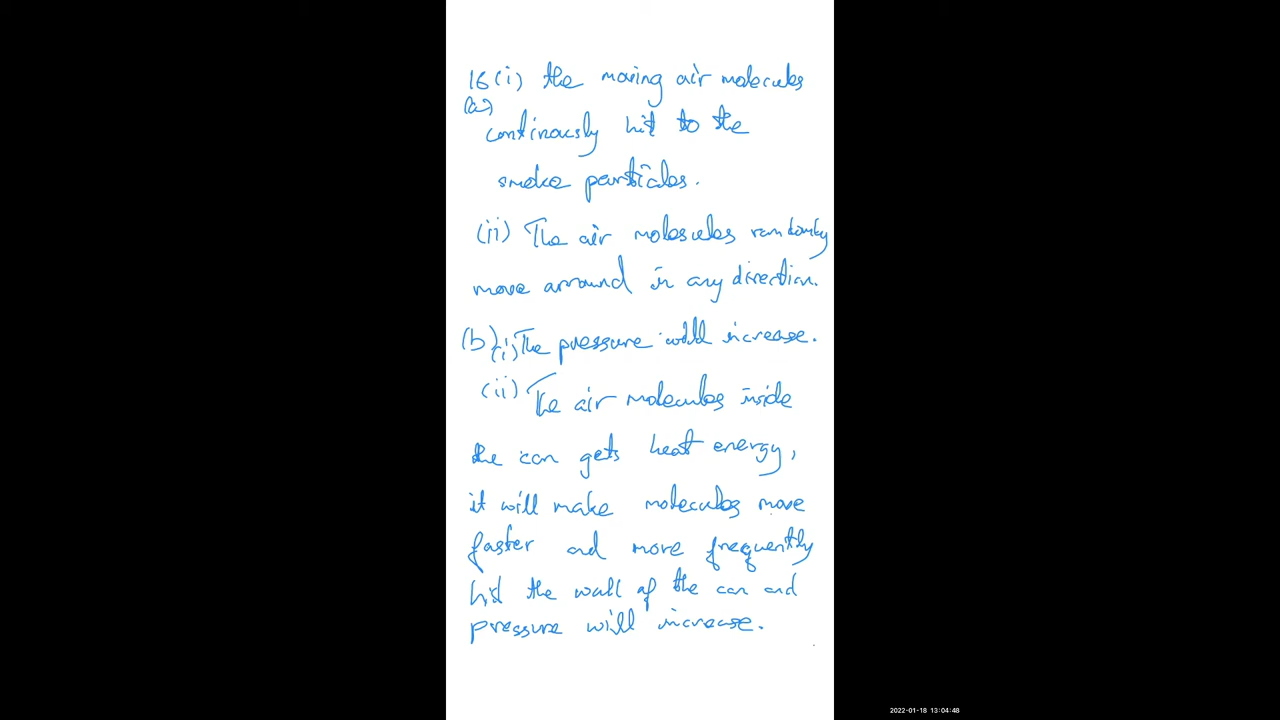 16 (i) the moving air molecules
(a)
continously hit to the
smoke particles.
(ii) The air molecules randomly
move arround in any direction.
(b) (i) The pressure will increase.
(ii) The air molecules inside
the can gets heat energy,
it will make molecules move
faster and more frequently
hit the wall of the can and
pressure will increase.
2022-01-18 13:04:48